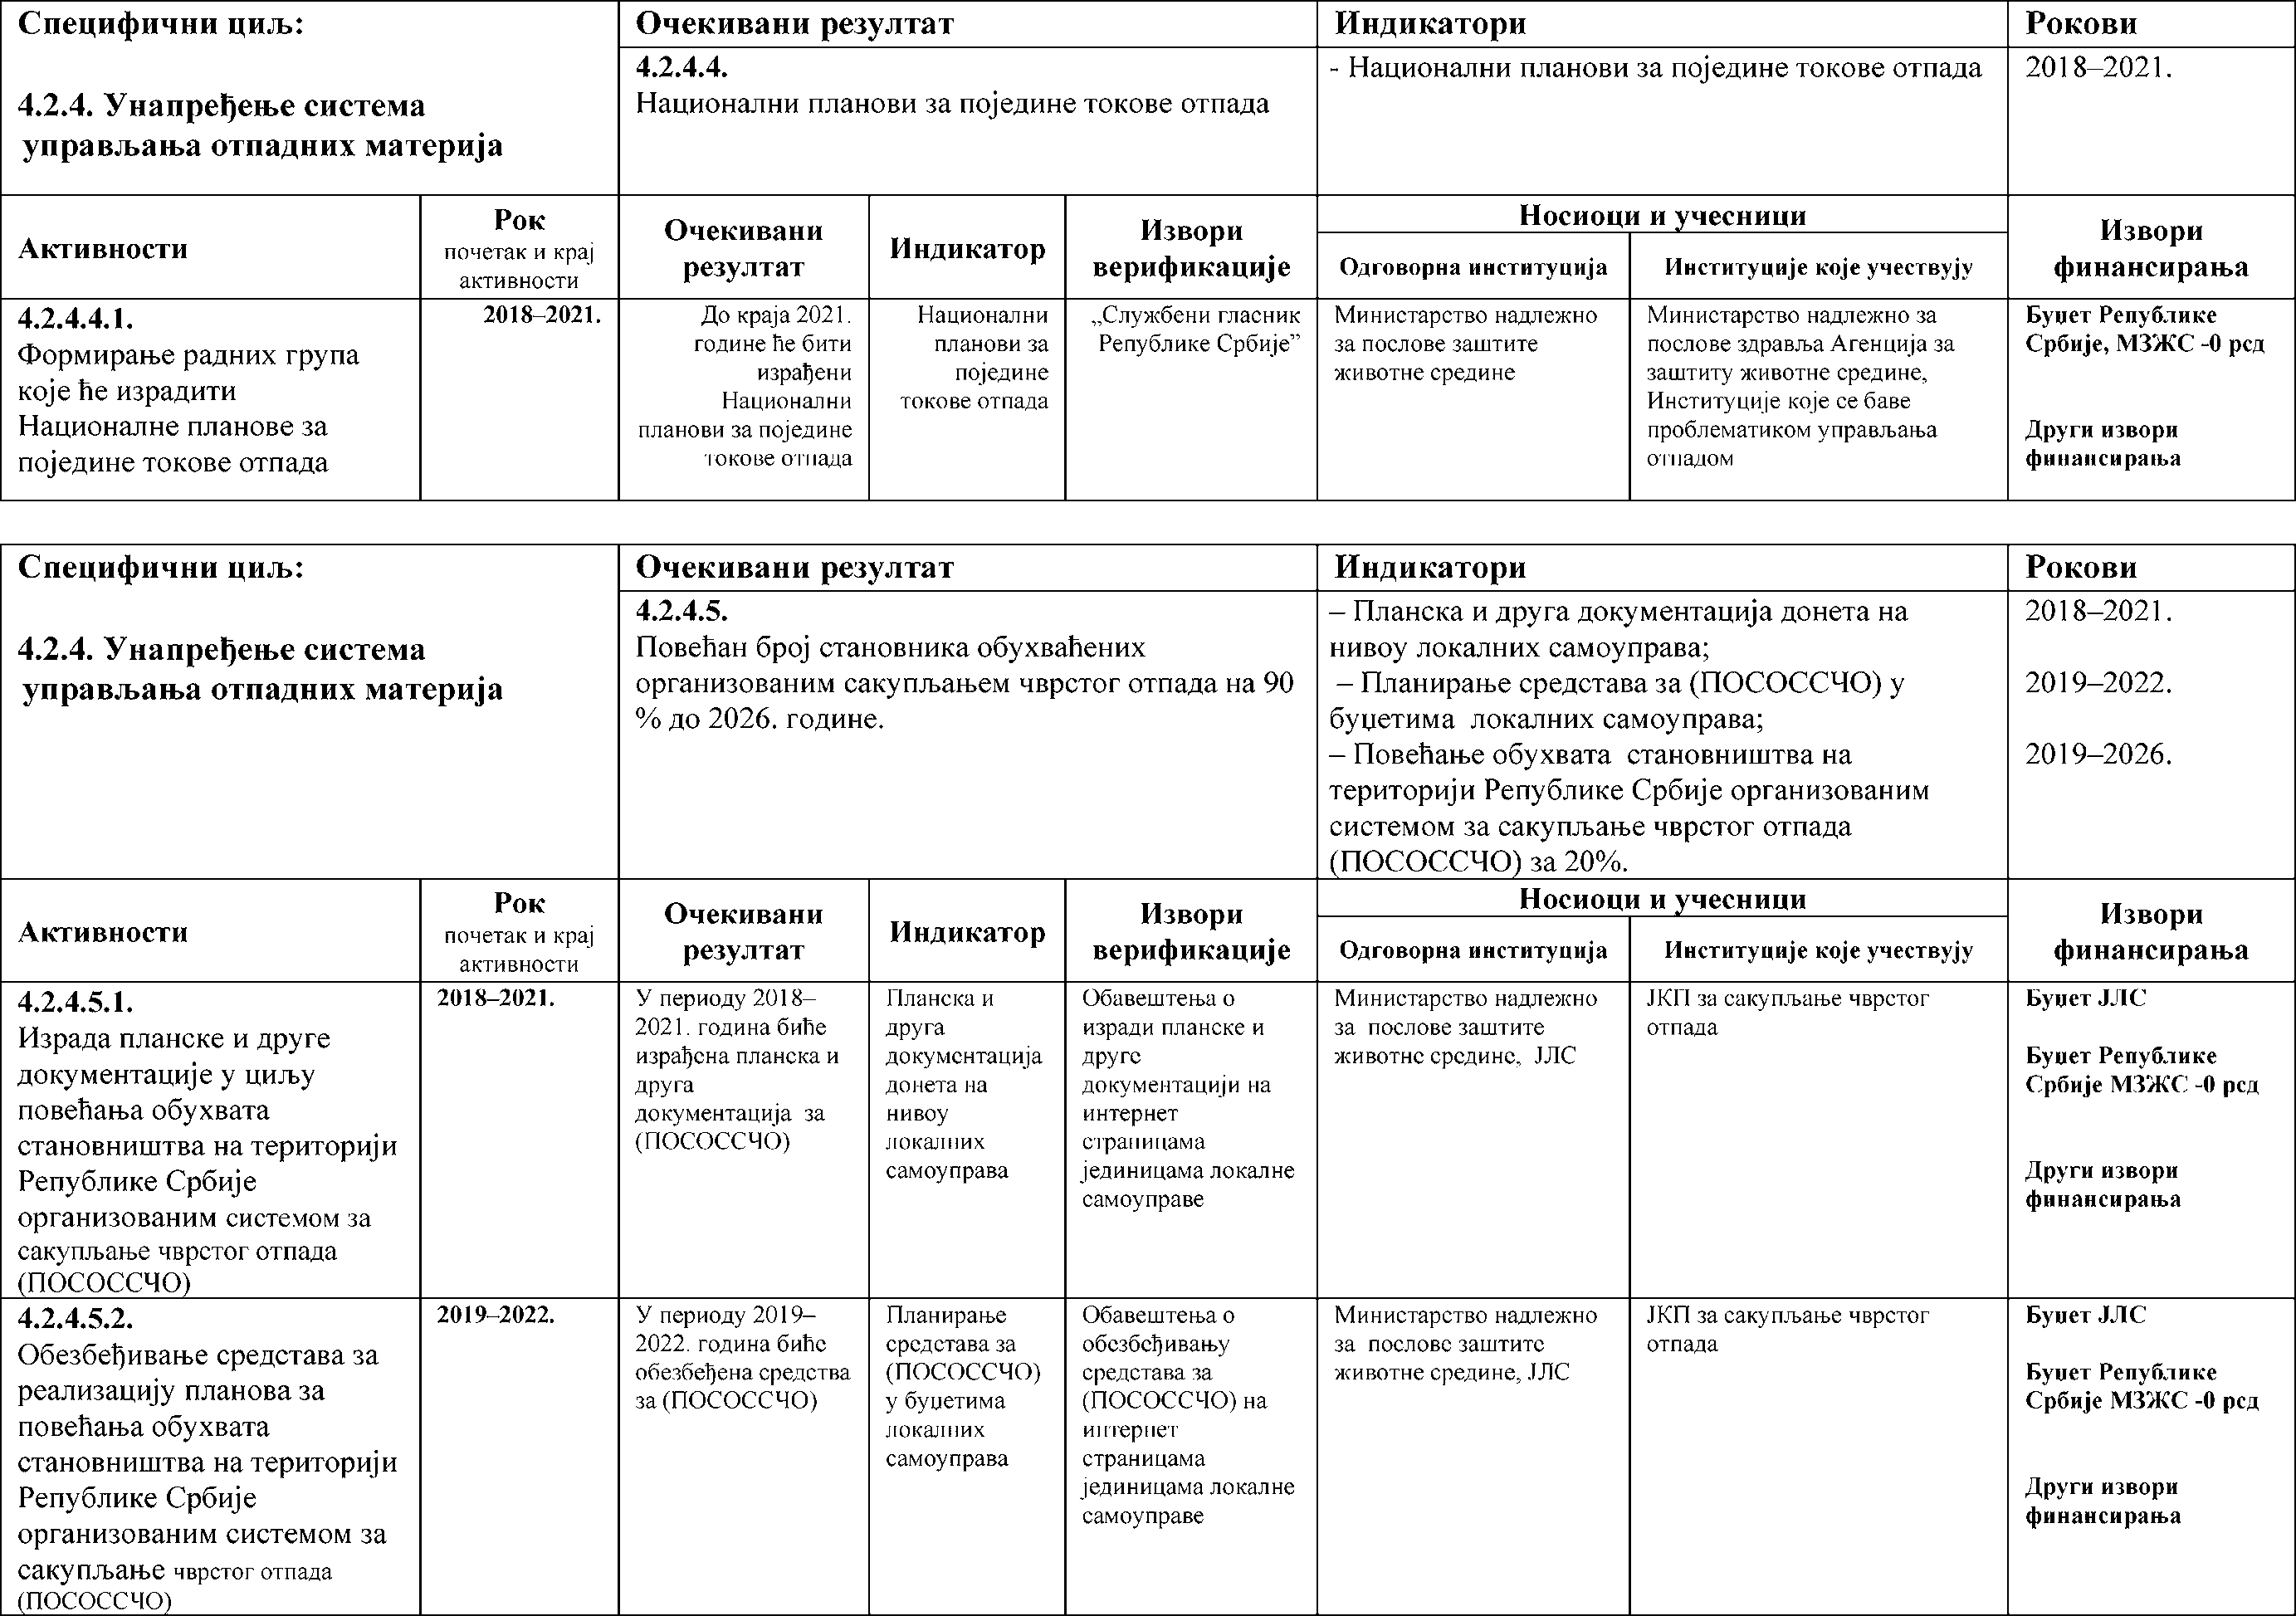 Специфични циљ:
4.2.4. Унапређење система
управљања отпадних материја
Очекивани резултат
4.2.4.4.
Национални планови за поједине токове отпада
Индикатори
- Национални планови за поједине токове отпада
Рокови
2018–2021.
Активности
Рок
почетак и крај
активности
Очекивани
резултат
Индикатор
Извори
верификације
Носиоци и учесници
Одговорна институција
Институције које учествују
Извори
финансирања
4.2.4.4.1.
Формирање радних група
које ће израдити
Националне планове за
поједине токове отпада
2018–2021.
До краја 2021.
године ће бити
израђени
Национални
планови за поједине
токове отпада
Национални
планови за
поједине
токове отпада
„Службени гласник
Републике Србије”
Министарство надлежно
за послове заштите
животне средине
Министарство надлежно за
послове здравља Агенција за
заштиту животне средине,
Институције које се баве
проблематиком управљања
отпадом
Буџет Републике
Србије, МЗЖС -0 рсд
Други извори
финансирања
Специфични циљ:
4.2.4. Унапређење система
управљања отпадних материја
Очекивани резултат
4.2.4.5.
Повећан број становника обухваћених
организованим сакупљањем чврстог отпада на 90
% до 2026. године.
Индикатори
– Планска и друга документација донета на
нивоу локалних самоуправа;
– Планирање средстава за (ПОСОССЧО) у
буџетима локалних самоуправа;
– Повећање обухвата становништва на
територији Републике Србије организованим
системом за сакупљање чврстог отпада
(ПОСОССЧО) за 20%.
Рокови
2018–2021.
2019–2022.
2019–2026.
Активности
Рок
почетак и крај
активности
Очекивани
резултат
Индикатор
Извори
верификације
Носиоци и учесници
Одговорна институција
Институције које учествују
Извори
финансирања
4.2.4.5.1.
Израда планске и друге
документације у циљу
повећања обухвата
становништва на територији
Републике Србије
организованим системом за
сакупљање чврстог отпада
(ПОСОССЧО)
2018–2021.
У периоду 2018–
2021. година биће
израђена планска и
друга
документација за
(ПОСОССЧО)
Планска и
друга
документација
донета на
нивоу
локалних
самоуправа
Обавештења о
изради планске и
друге
документацији на
интернет
страницама
јединицама локалне
самоуправе
Министарство надлежно
за послове заштите
животне средине, ЈЛС
ЈКП за сакупљање чврстог
отпада
Буџет ЈЛС
Буџет Републике
Србије МЗЖС -0 рсд
Други извори
финансирања
4.2.4.5.2.
Обезбеђивање средстава за
реализацију планова за
повећања обухвата
становништва на територији
Републике Србије
организованим системом за
сакупљање чврстог отпада
(ПОСОССЧО)
2019–2022.
У периоду 2019–
2022. година биће
обезбеђена средства
за (ПОСОССЧО)
Планирање
средстава за
(ПОСОССЧО)
у буџетима
локалних
самоуправа
Обавештења о
обезбеђивању
средстава за
(ПОСОССЧО) на
интернет
страницама
јединицама локалне
самоуправе
Министарство надлежно
за послове заштите
животне средине, ЈЛС
ЈКП за сакупљање чврстог
отпада
Буџет ЈЛС
Буџет Републике
Србије МЗЖС -0 рсд
Други извори
финансирања